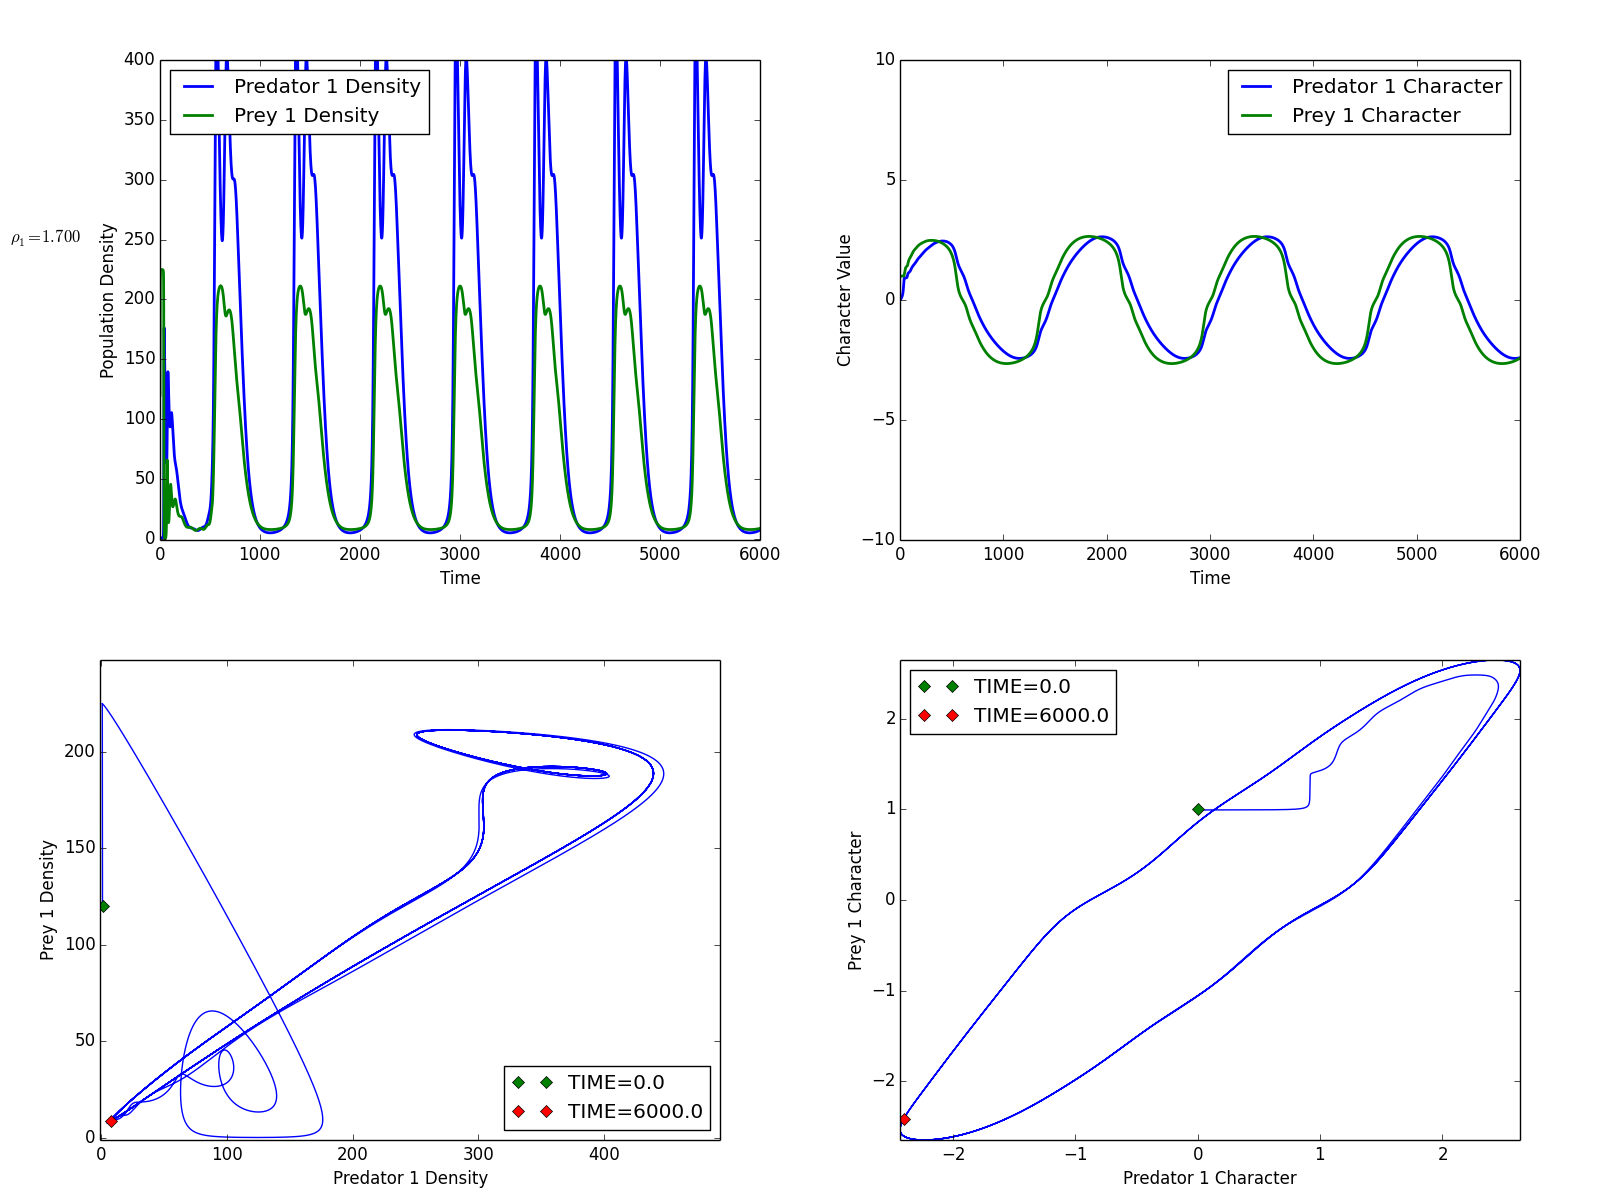 400
350
300
250
200
150
100
50
0
0 1000 2000 3000 4000 5000 6000
Time
Population Density
ρ₁=1.700
Predator 1 Density
Prey 1 Density
10
5
0
−5
−10
0 1000 2000 3000 4000 5000 6000
Time
Character Value
Predator 1 Character
Prey 1 Character
200
150
100
50
0
0 100 200 300 400
Predator 1 Density
Prey 1 Density
TIME=0.0
TIME=6000.0
2
1
0
−1
−2
−2 −1 0 1 2
Predator 1 Character
Prey 1 Character
TIME=0.0
TIME=6000.0